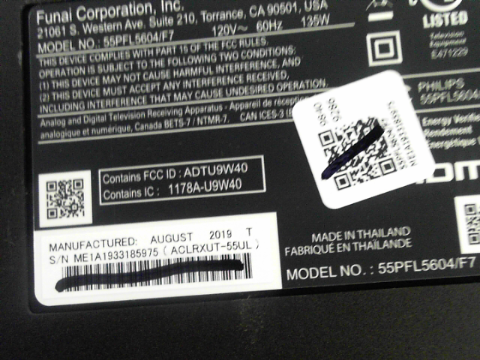 Funai Corporation, Inc.
21061 S. Western Ave. Suite 210, Torrance, CA 90501, USA
MODEL NO.: 55PFL5604/F7 120V~ 60Hz 135W
THIS DEVICE COMPLIES WITH PART 15 OF THE FCC RULES.
OPERATION IS SUBJECT TO THE FOLLOWING TWO CONDITIONS:
(1) THIS DEVICE MAY NOT CAUSE HARMFUL INTERFERENCE, AND
(2) THIS DEVICE MUST ACCEPT ANY INTERFERENCE RECEIVED,
INCLUDING INTERFERENCE THAT MAY CAUSE UNDESIRED OPERATION.
Analog and Digital Television Receiving Apparatus - Appareil de réception
analogique et numérique, Canada BETS-7 / NTMR-7. CAN ICES-3
UL
LISTED
Television
E471229
PHILIPS
55PFL5604/
Energy Verified
Rendement
Énergétique
HDMI
Contains FCC ID : ADTU9W40
Contains IC : 1178A-U9W40
MANUFACTURED: AUGUST 2019 T
S/N ME1A1933185975 (ACLRXUT-55UL)
MADE IN THAILAND
FABRIQUÉ EN THAÏLANDE
MODEL NO. : 55PFL5604/F7